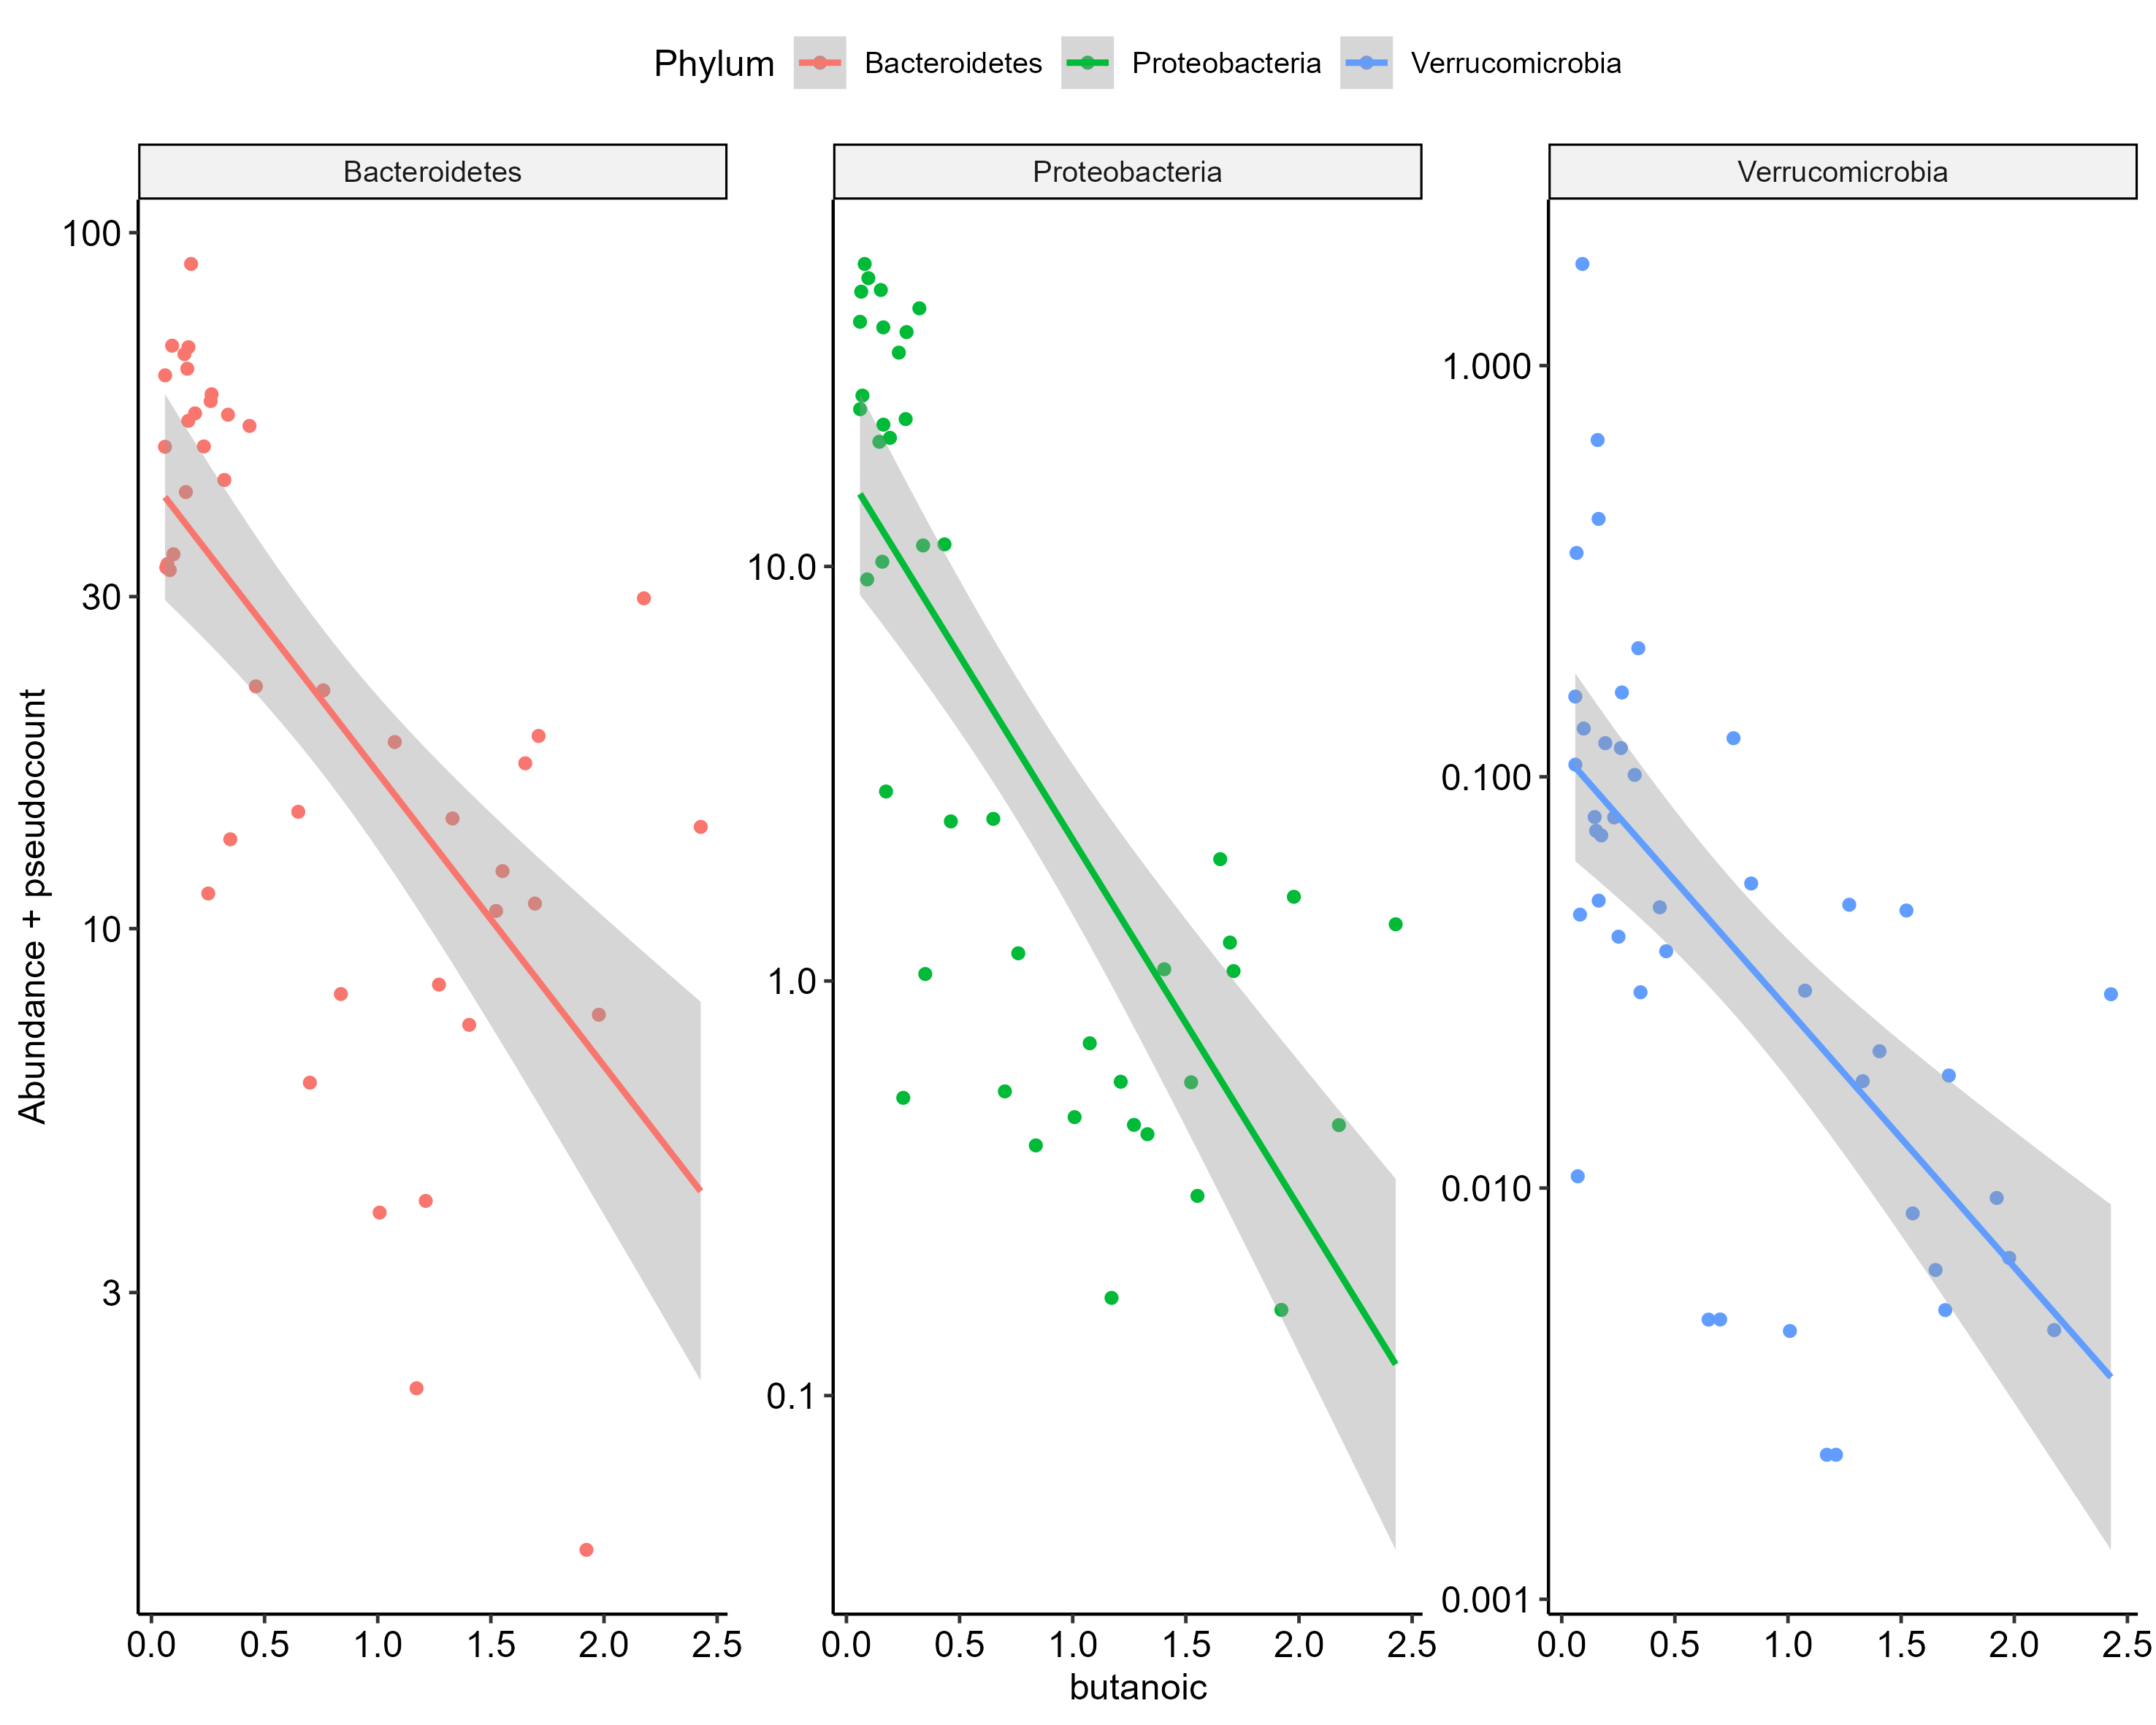 Phylum Bacteroidetes Proteobacteria Verrucomicrobia
Bacteroidetes Proteobacteria Verrucomicrobia
Abundance + pseudocount
100
30
10
3
10.0
1.0
0.1
1.000
0.100
0.010
0.001
0.0 0.5 1.0 1.5 2.0 2.5
0.0 0.5 1.0 1.5 2.0 2.5
0.0 0.5 1.0 1.5 2.0 2.5
butanoic